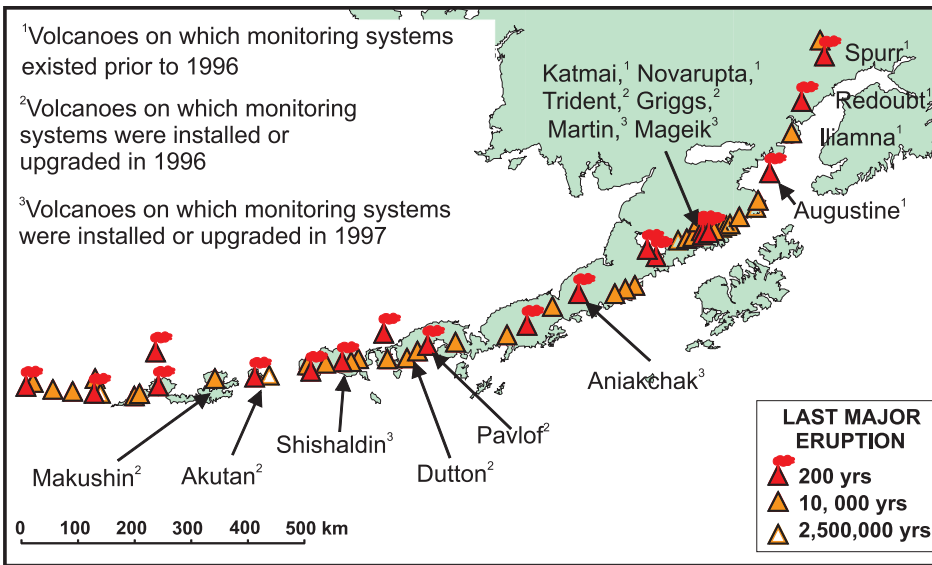 ¹Volcanoes on which monitoring systems
existed prior to 1996
²Volcanoes on which monitoring
systems were installed or
upgraded in 1996
³Volcanoes on which monitoring systems
were installed or upgraded in 1997
Spurr¹
Katmai,¹ Novarupta,¹
Trident,² Griggs,²
Martin,³ Mageik³
Redoubt¹
Iliamna¹
Augustine¹
Aniakchak³
Pavlof²
Shishaldin³
Dutton²
Makushin²
Akutan²
0 100 200 300 400 500 km
LAST MAJOR
ERUPTION
200 yrs
10, 000 yrs
2,500,000 yrs